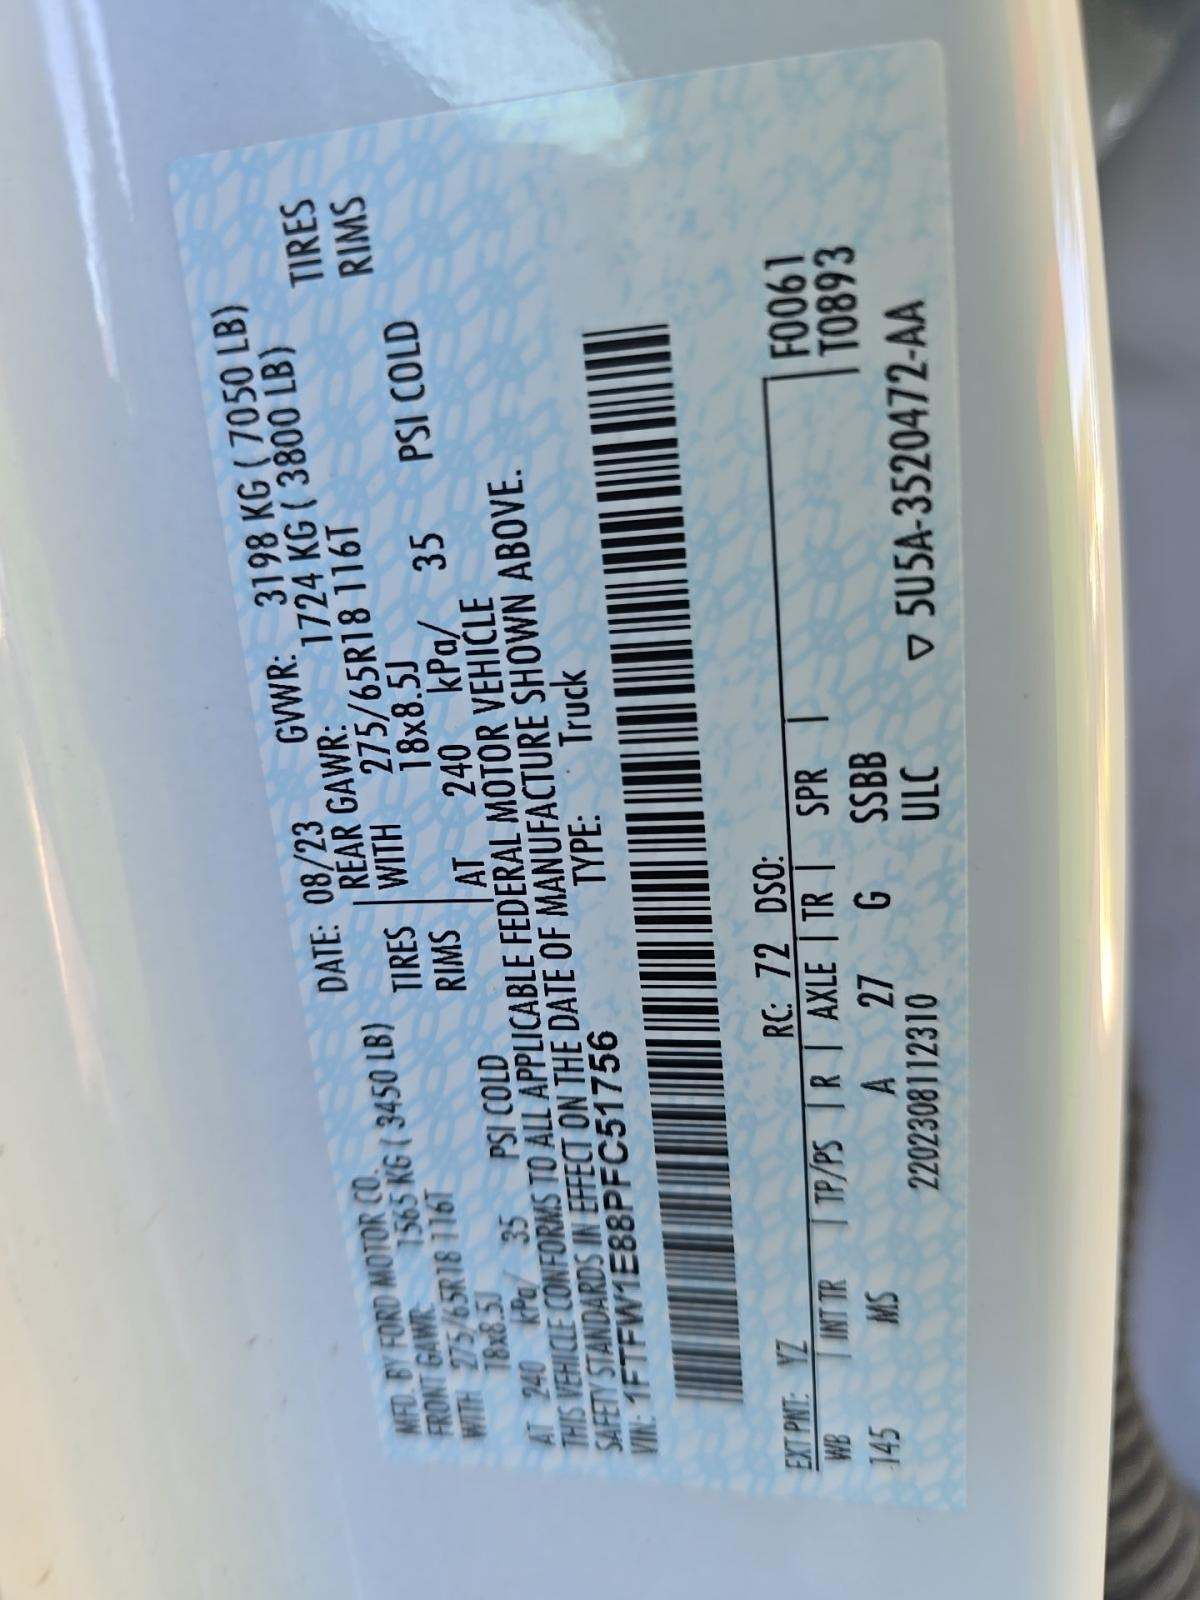 MFD. BY FORD MOTOR CO. DATE: 08/23 GVWR: 3198 KG ( 7050 LB)
FRONT GAWR: 1565 KG ( 3450 LB) REAR GAWR: 1724 KG ( 3800 LB)
WITH 275/65R18 116T TIRES WITH 275/65R18 116T TIRES
18x8.5J RIMS 18x8.5J RIMS
AT 240 kPa/ 35 PSI COLD AT 240 kPa/ 35 PSI COLD
THIS VEHICLE CONFORMS TO ALL APPLICABLE FEDERAL MOTOR VEHICLE
SAFETY STANDARDS IN EFFECT ON THE DATE OF MANUFACTURE SHOWN ABOVE.
VIN: 1FTFW1E88PFC51756 TYPE: Truck
EXT PNT: YZ RC: 72 DSO: F0061
WB | INT TR | TP/PS | R | AXLE | TR | SPR | T0893
145 MS A 27 G SSBB
2202308112310 ULC ▽ 5U5A-3520472-AA